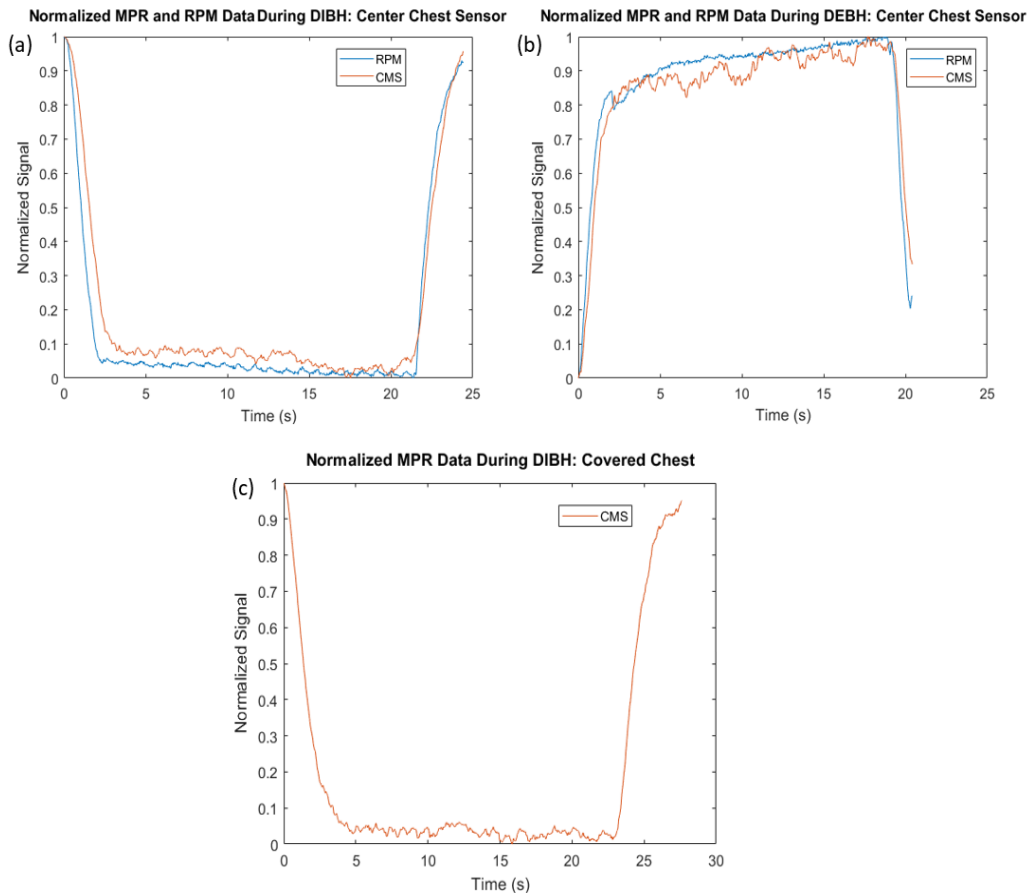 Normalized MPR and RPM Data During DIBH: Center Chest Sensor
(a)
RPM
CMS
1
0.9
0.8
0.7
0.6
0.5
0.4
0.3
0.2
0.1
0
Normalized Signal
0 5 10 15 20 25
Time (s)
Normalized MPR and RPM Data During DEBH: Center Chest Sensor
(b)
RPM
CMS
1
0.9
0.8
0.7
0.6
0.5
0.4
0.3
0.2
0.1
0
Normalized Signal
0 5 10 15 20 25
Time (s)
Normalized MPR Data During DIBH: Covered Chest
(c)
CMS
1
0.9
0.8
0.7
0.6
0.5
0.4
0.3
0.2
0.1
0
Normalized Signal
0 5 10 15 20 25 30
Time (s)